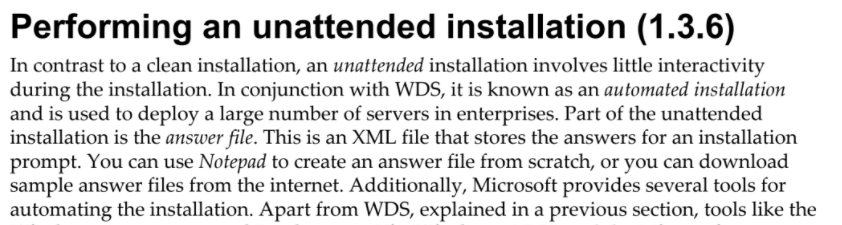 Performing an unattended installation (1.3.6)
In contrast to a clean installation, an unattended installation involves little interactivity
during the installation. In conjunction with WDS, it is known as an automated installation
and is used to deploy a large number of servers in enterprises. Part of the unattended
installation is the answer file. This is an XML file that stores the answers for an installation
prompt. You can use Notepad to create an answer file from scratch, or you can download
sample answer files from the internet. Additionally, Microsoft provides several tools for
automating the installation. Apart from WDS, explained in a previous section, tools like the